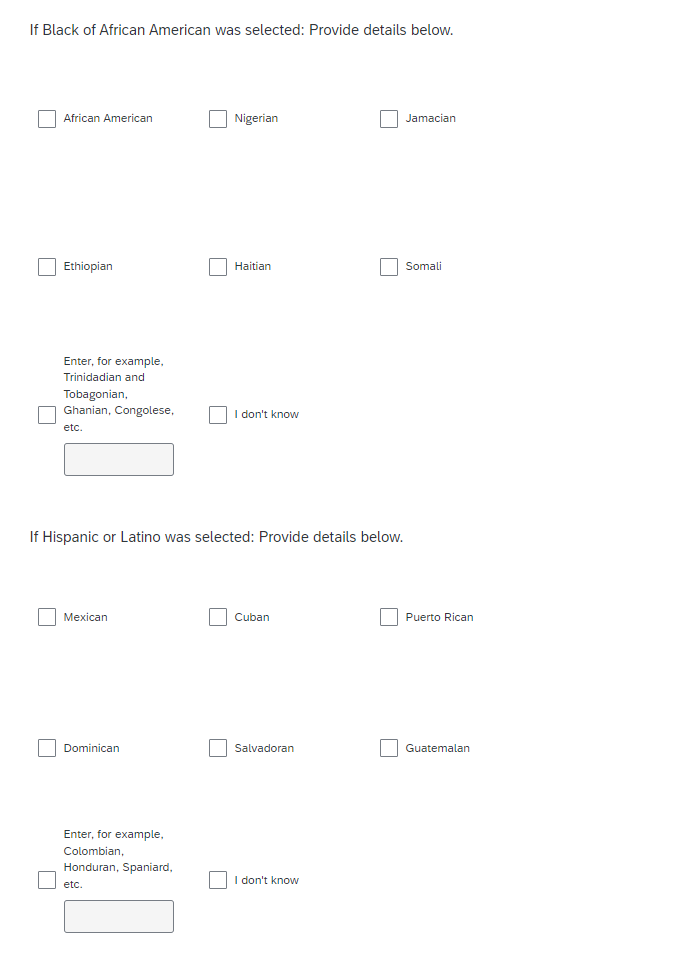 If Black of African American was selected: Provide details below.
African American
Nigerian
Jamacian
Ethiopian
Haitian
Somali
Enter, for example,
Trinidadian and
Tobagonian,
Ghanian, Congolese,
etc.
I don't know
If Hispanic or Latino was selected: Provide details below.
Mexican
Cuban
Puerto Rican
Dominican
Salvadoran
Guatemalan
Enter, for example,
Colombian,
Honduran, Spaniard,
etc.
I don't know